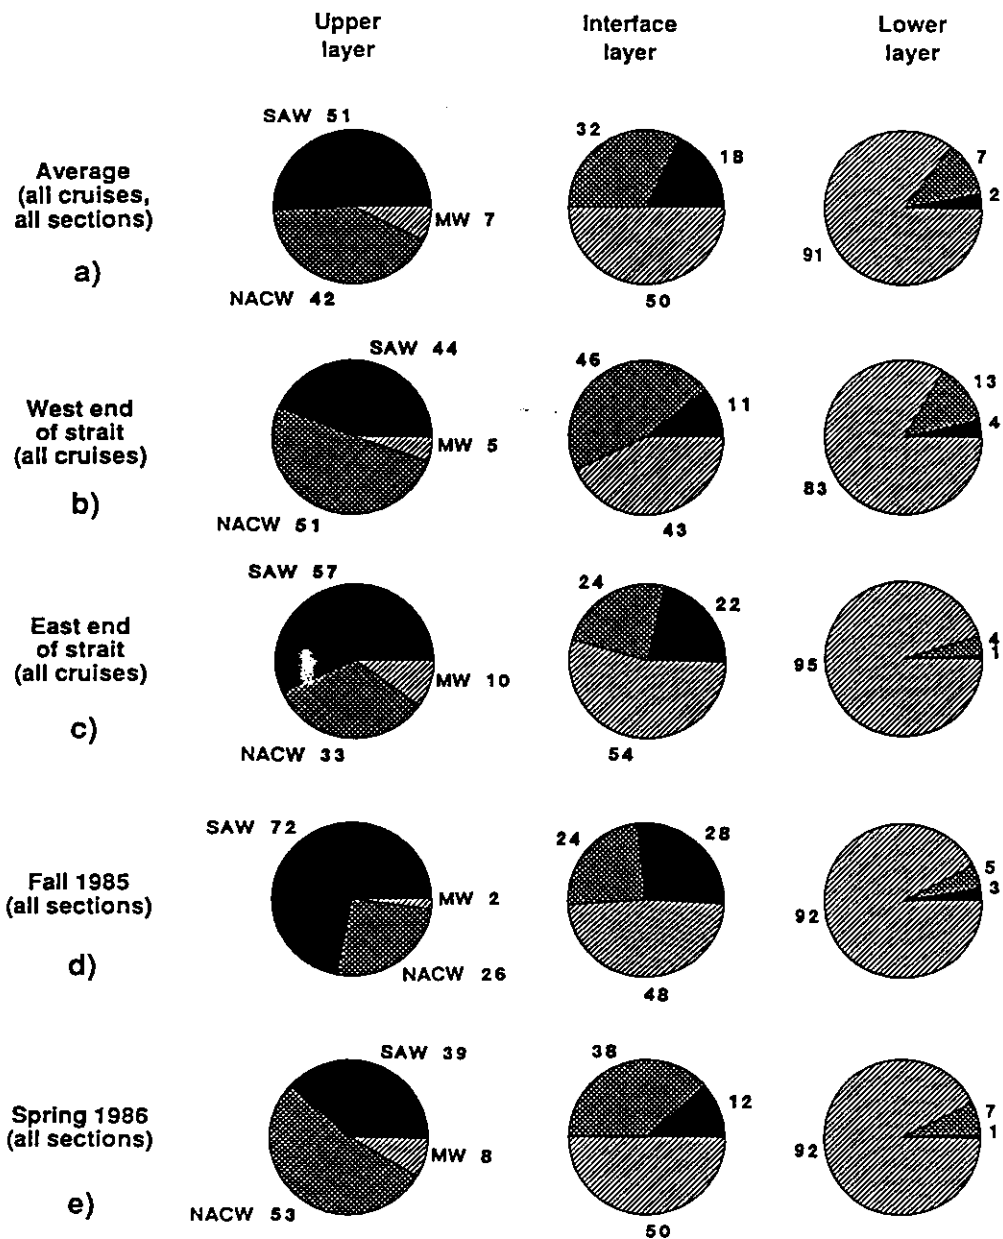 Upper
layer
Interface
layer
Lower
layer
Average
(all cruises,
all sections)
a)
SAW 51
MW 7
NACW 42
32
18
50
7
2
91
West end
of strait
(all cruises)
b)
SAW 44
MW 5
NACW 51
46
11
43
13
4
83
East end
of strait
(all cruises)
c)
SAW 57
MW 10
NACW 33
24
22
54
4
1
95
Fall 1985
(all sections)
d)
SAW 72
MW 2
NACW 26
24
28
48
5
3
92
Spring 1986
(all sections)
e)
SAW 39
MW 8
NACW 53
38
12
50
7
1
92